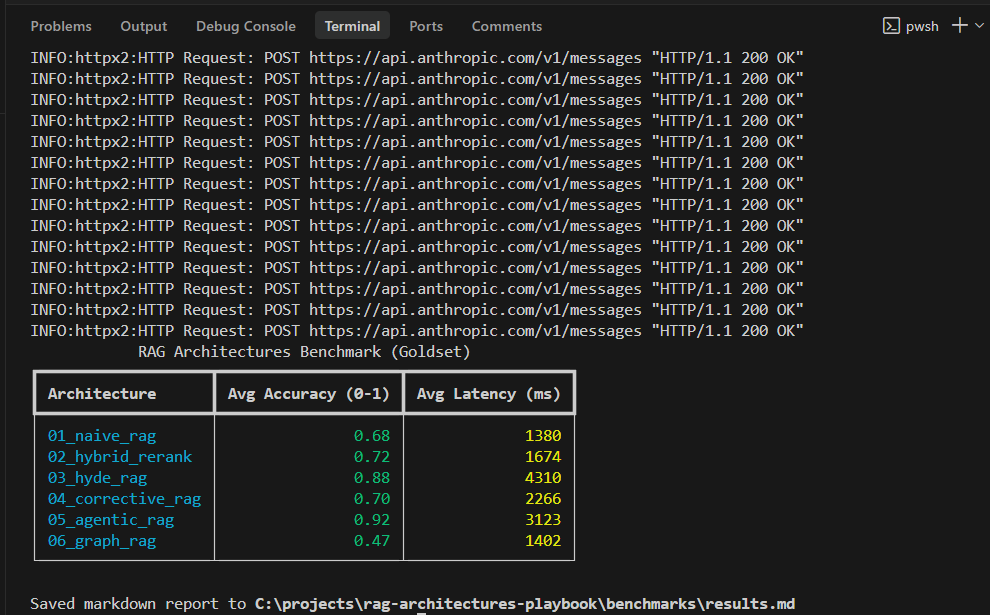 Problems Output Debug Console Terminal Ports Comments pwsh
INFO:httpx2:HTTP Request: POST https://api.anthropic.com/v1/messages "HTTP/1.1 200 OK"
INFO:httpx2:HTTP Request: POST https://api.anthropic.com/v1/messages "HTTP/1.1 200 OK"
INFO:httpx2:HTTP Request: POST https://api.anthropic.com/v1/messages "HTTP/1.1 200 OK"
INFO:httpx2:HTTP Request: POST https://api.anthropic.com/v1/messages "HTTP/1.1 200 OK"
INFO:httpx2:HTTP Request: POST https://api.anthropic.com/v1/messages "HTTP/1.1 200 OK"
INFO:httpx2:HTTP Request: POST https://api.anthropic.com/v1/messages "HTTP/1.1 200 OK"
INFO:httpx2:HTTP Request: POST https://api.anthropic.com/v1/messages "HTTP/1.1 200 OK"
INFO:httpx2:HTTP Request: POST https://api.anthropic.com/v1/messages "HTTP/1.1 200 OK"
INFO:httpx2:HTTP Request: POST https://api.anthropic.com/v1/messages "HTTP/1.1 200 OK"
INFO:httpx2:HTTP Request: POST https://api.anthropic.com/v1/messages "HTTP/1.1 200 OK"
INFO:httpx2:HTTP Request: POST https://api.anthropic.com/v1/messages "HTTP/1.1 200 OK"
INFO:httpx2:HTTP Request: POST https://api.anthropic.com/v1/messages "HTTP/1.1 200 OK"
INFO:httpx2:HTTP Request: POST https://api.anthropic.com/v1/messages "HTTP/1.1 200 OK"
INFO:httpx2:HTTP Request: POST https://api.anthropic.com/v1/messages "HTTP/1.1 200 OK"
RAG Architectures Benchmark (Goldset)
Architecture Avg Accuracy (0-1) Avg Latency (ms)
01_naive_rag 0.68 1380
02_hybrid_rerank 0.72 1674
03_hyde_rag 0.88 4310
04_corrective_rag 0.70 2266
05_agentic_rag 0.92 3123
06_graph_rag 0.47 1402
Saved markdown report to C:\projects\rag-architectures-playbook\benchmarks\results.md